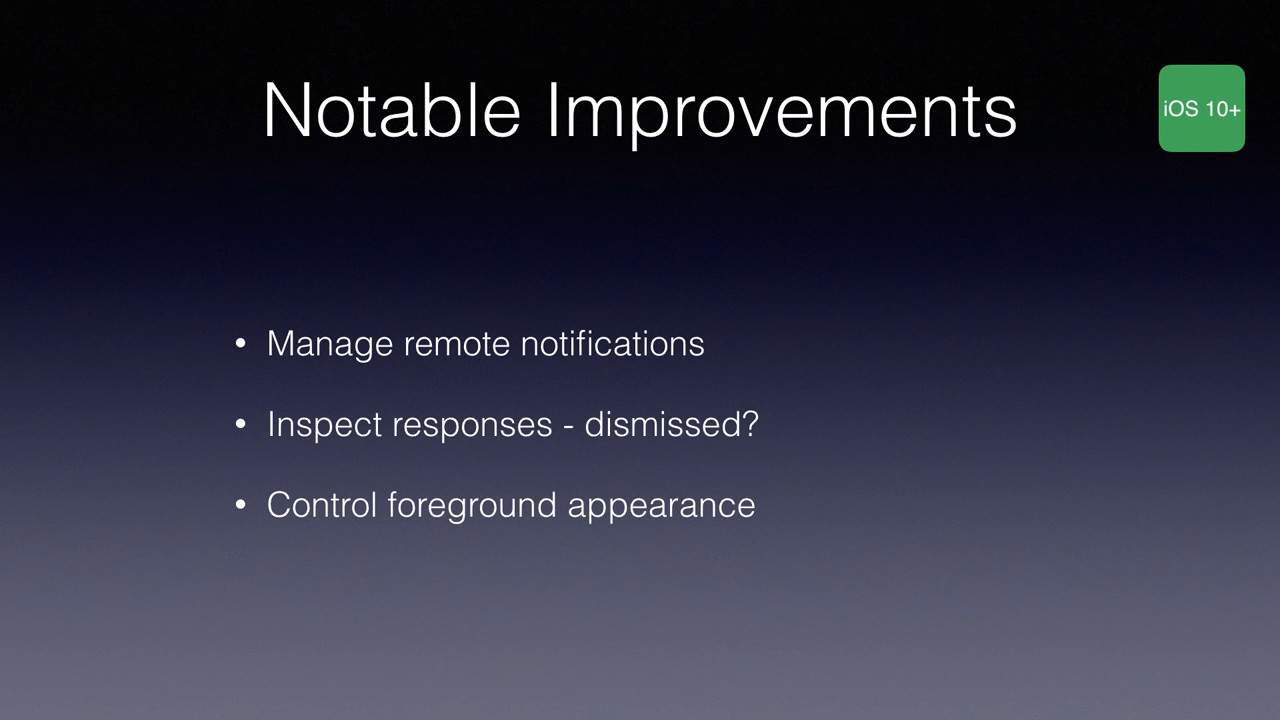 Notable Improvements
iOS 10+
• Manage remote notifications
• Inspect responses - dismissed?
• Control foreground appearance